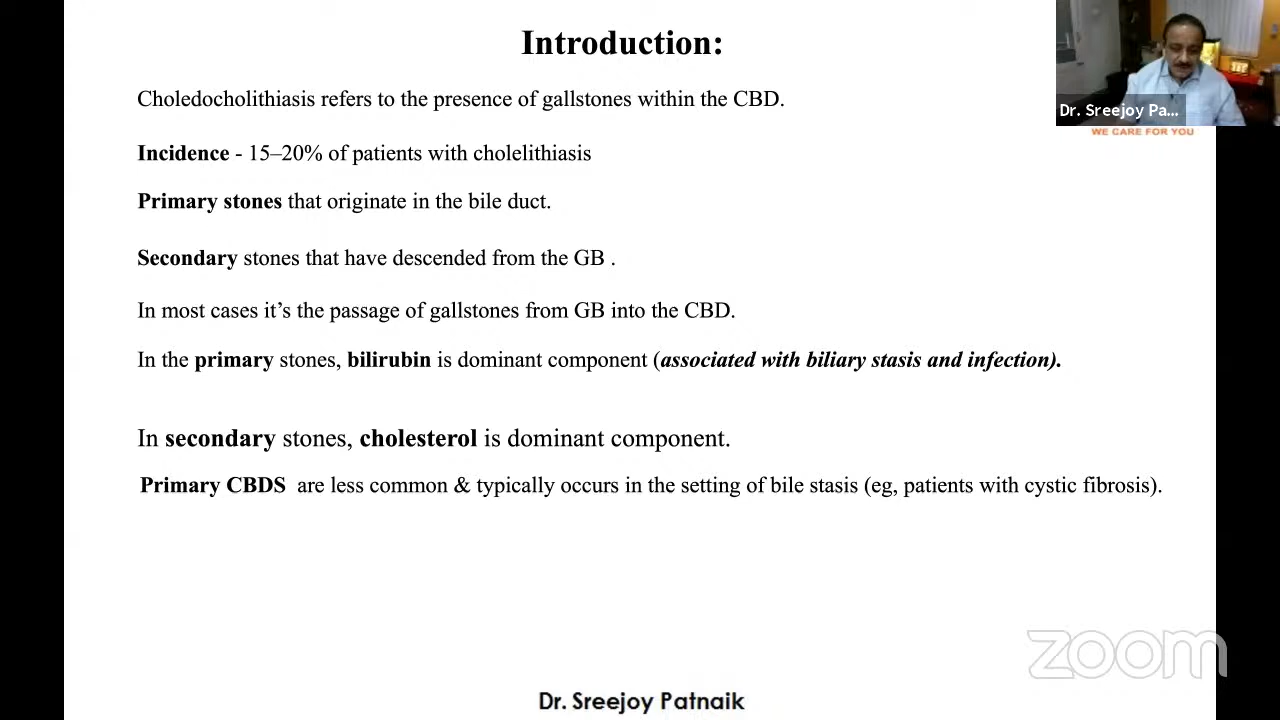 Introduction:
Dr. Sreejoy Pa...
WE CARE FOR YOU
Choledocholithiasis refers to the presence of gallstones within the CBD.
Incidence - 15–20% of patients with cholelithiasis
Primary stones that originate in the bile duct.
Secondary stones that have descended from the GB .
In most cases it’s the passage of gallstones from GB into the CBD.
In the primary stones, bilirubin is dominant component (associated with biliary stasis and infection).
In secondary stones, cholesterol is dominant component.
Primary CBDS are less common & typically occurs in the setting of bile stasis (eg, patients with cystic fibrosis).
zoom
Dr. Sreejoy Patnaik